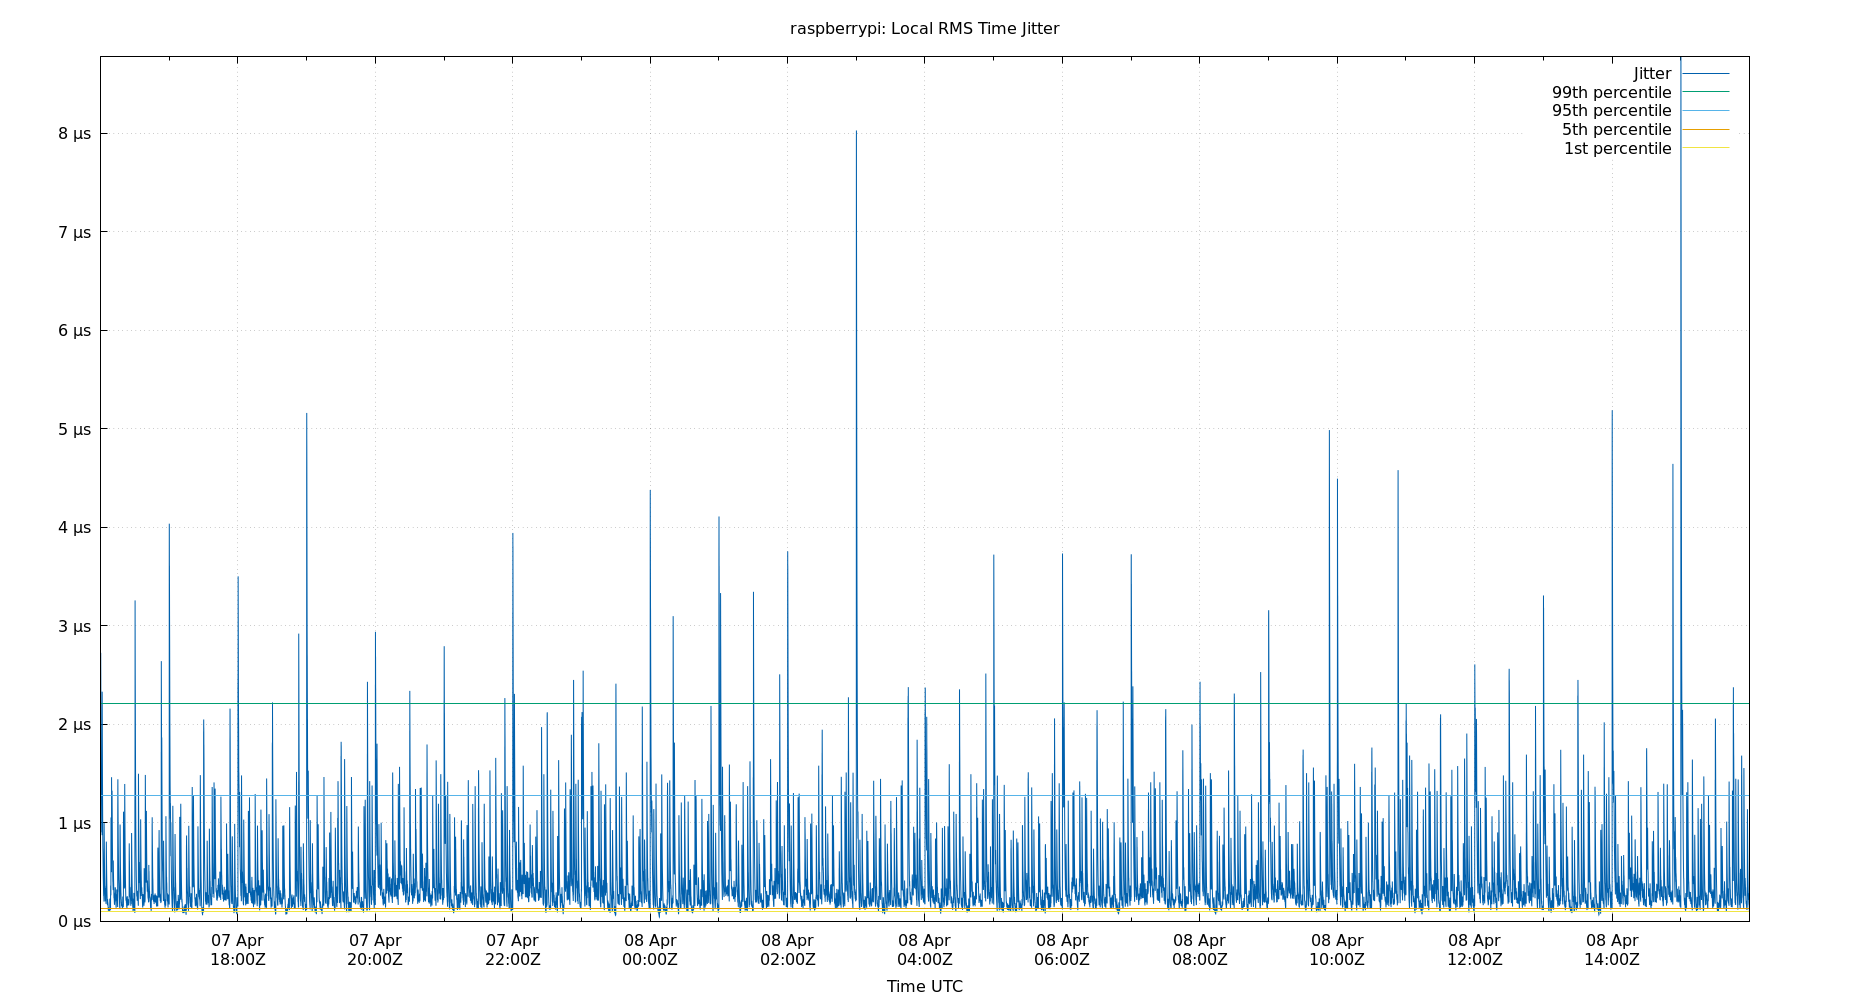 raspberrypi: Local RMS Time Jitter
Jitter
99th percentile
95th percentile
5th percentile
1st percentile
8 µs
7 µs
6 µs
5 µs
4 µs
3 µs
2 µs
1 µs
0 µs
07 Apr 07 Apr 07 Apr 08 Apr 08 Apr 08 Apr 08 Apr 08 Apr 08 Apr 08 Apr 08 Apr
18:00Z 20:00Z 22:00Z 00:00Z 02:00Z 04:00Z 06:00Z 08:00Z 10:00Z 12:00Z 14:00Z
Time UTC